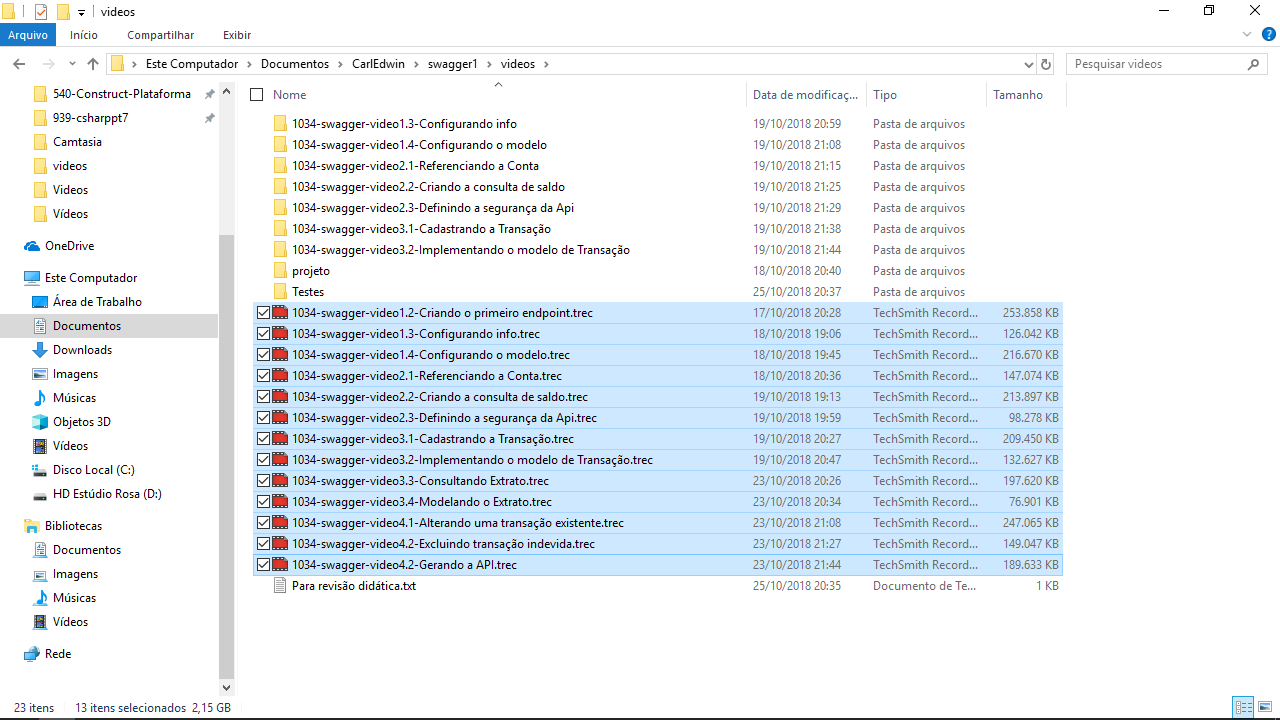 videos
Arquivo Início Compartilhar Exibir
Este Computador Documentos CarlEdwin swagger1 videos Pesquisar videos
540-Construct-Plataforma
939-csharppt7
Camtasia
videos
Videos
Vídeos
OneDrive
Este Computador
Área de Trabalho
Documentos
Downloads
Imagens
Músicas
Objetos 3D
Vídeos
Disco Local (C:)
HD Estúdio Rosa (D:)
Bibliotecas
Documentos
Imagens
Músicas
Vídeos
Rede
Nome Data de modificaç... Tipo Tamanho
1034-swagger-video1.3-Configurando info 19/10/2018 20:59 Pasta de arquivos
1034-swagger-video1.4-Configurando o modelo 19/10/2018 21:08 Pasta de arquivos
1034-swagger-video2.1-Referenciando a Conta 19/10/2018 21:15 Pasta de arquivos
1034-swagger-video2.2-Criando a consulta de saldo 19/10/2018 21:25 Pasta de arquivos
1034-swagger-video2.3-Definindo a segurança da Api 19/10/2018 21:29 Pasta de arquivos
1034-swagger-video3.1-Cadastrando a Transação 19/10/2018 21:38 Pasta de arquivos
1034-swagger-video3.2-Implementando o modelo de Transação 19/10/2018 21:44 Pasta de arquivos
projeto 18/10/2018 20:40 Pasta de arquivos
Testes 25/10/2018 20:37 Pasta de arquivos
1034-swagger-video1.2-Criando o primeiro endpoint.trec 17/10/2018 20:28 TechSmith Record... 253.858 KB
1034-swagger-video1.3-Configurando info.trec 18/10/2018 19:06 TechSmith Record... 126.042 KB
1034-swagger-video1.4-Configurando o modelo.trec 18/10/2018 19:45 TechSmith Record... 216.670 KB
1034-swagger-video2.1-Referenciando a Conta.trec 18/10/2018 20:36 TechSmith Record... 147.074 KB
1034-swagger-video2.2-Criando a consulta de saldo.trec 19/10/2018 19:13 TechSmith Record... 213.897 KB
1034-swagger-video2.3-Definindo a segurança da Api.trec 19/10/2018 19:59 TechSmith Record... 98.278 KB
1034-swagger-video3.1-Cadastrando a Transação.trec 19/10/2018 20:27 TechSmith Record... 209.450 KB
1034-swagger-video3.2-Implementando o modelo de Transação.trec 19/10/2018 20:47 TechSmith Record... 132.627 KB
1034-swagger-video3.3-Consultando Extrato.trec 23/10/2018 20:26 TechSmith Record... 197.620 KB
1034-swagger-video3.4-Modelando o Extrato.trec 23/10/2018 20:34 TechSmith Record... 76.901 KB
1034-swagger-video4.1-Alterando uma transação existente.trec 23/10/2018 21:08 TechSmith Record... 247.065 KB
1034-swagger-video4.2-Excluindo transação indevida.trec 23/10/2018 21:27 TechSmith Record... 149.047 KB
1034-swagger-video4.2-Gerando a API.trec 23/10/2018 21:44 TechSmith Record... 189.633 KB
Para revisão didática.txt 25/10/2018 20:35 Documento de Te... 1 KB
23 itens 13 itens selecionados 2,15 GB